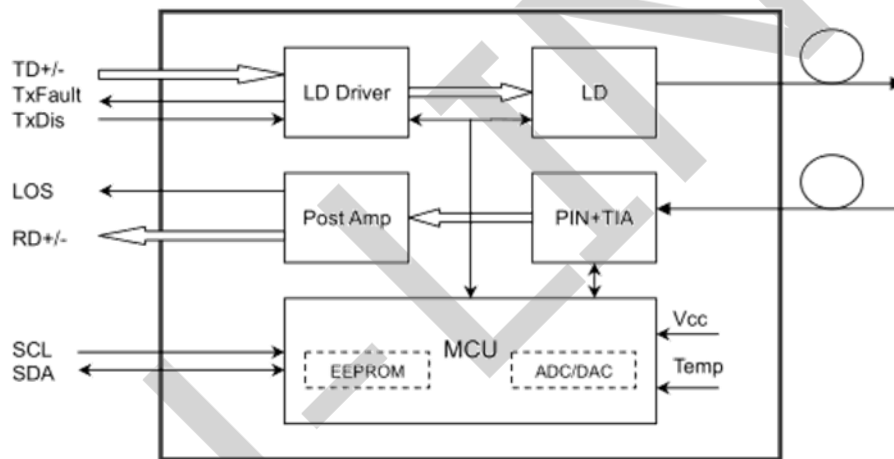 TD+/-
TxFault
TxDis
LD Driver
LD
LOS
RD+/-
Post Amp
PIN+TIA
SCL
SDA
MCU
EEPROM
ADC/DAC
Vcc
Temp